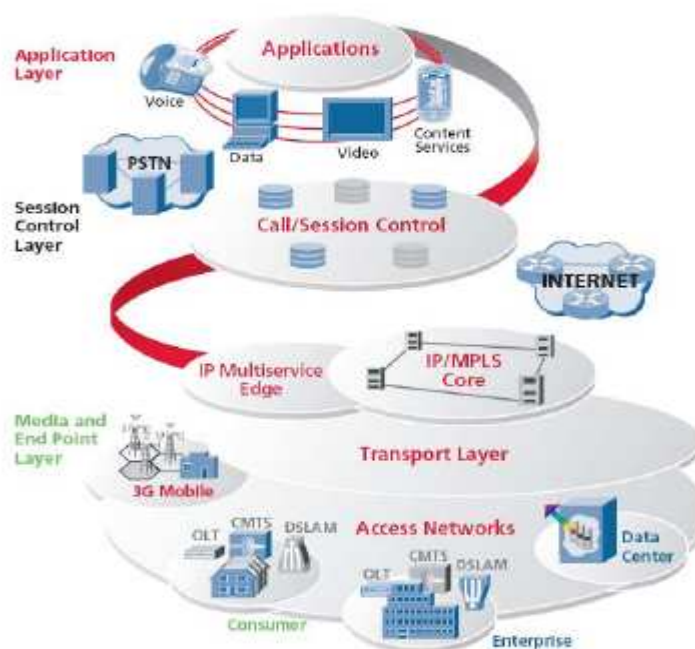 Applications
Application
Layer
Voice
Data
Video
Content
Services
PSTN
Session
Control
Layer
Call/Session Control
INTERNET
IP Multiservice
Edge
IP/MPLS
Core
Media and
End Point
Layer
3G Mobile
Transport Layer
Access Networks
OLT
CMTS
DSLAM
Consumer
OLT
CMTS
DSLAM
Enterprise
Data
Center